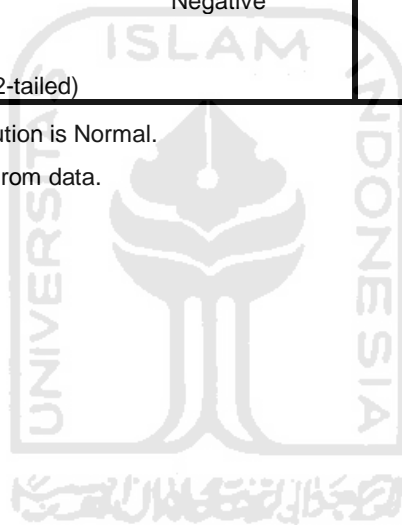 Negative
ISLAM
2-tailed)
ution is Normal.
rom data.
UNIVERSITAS
INDONESIA